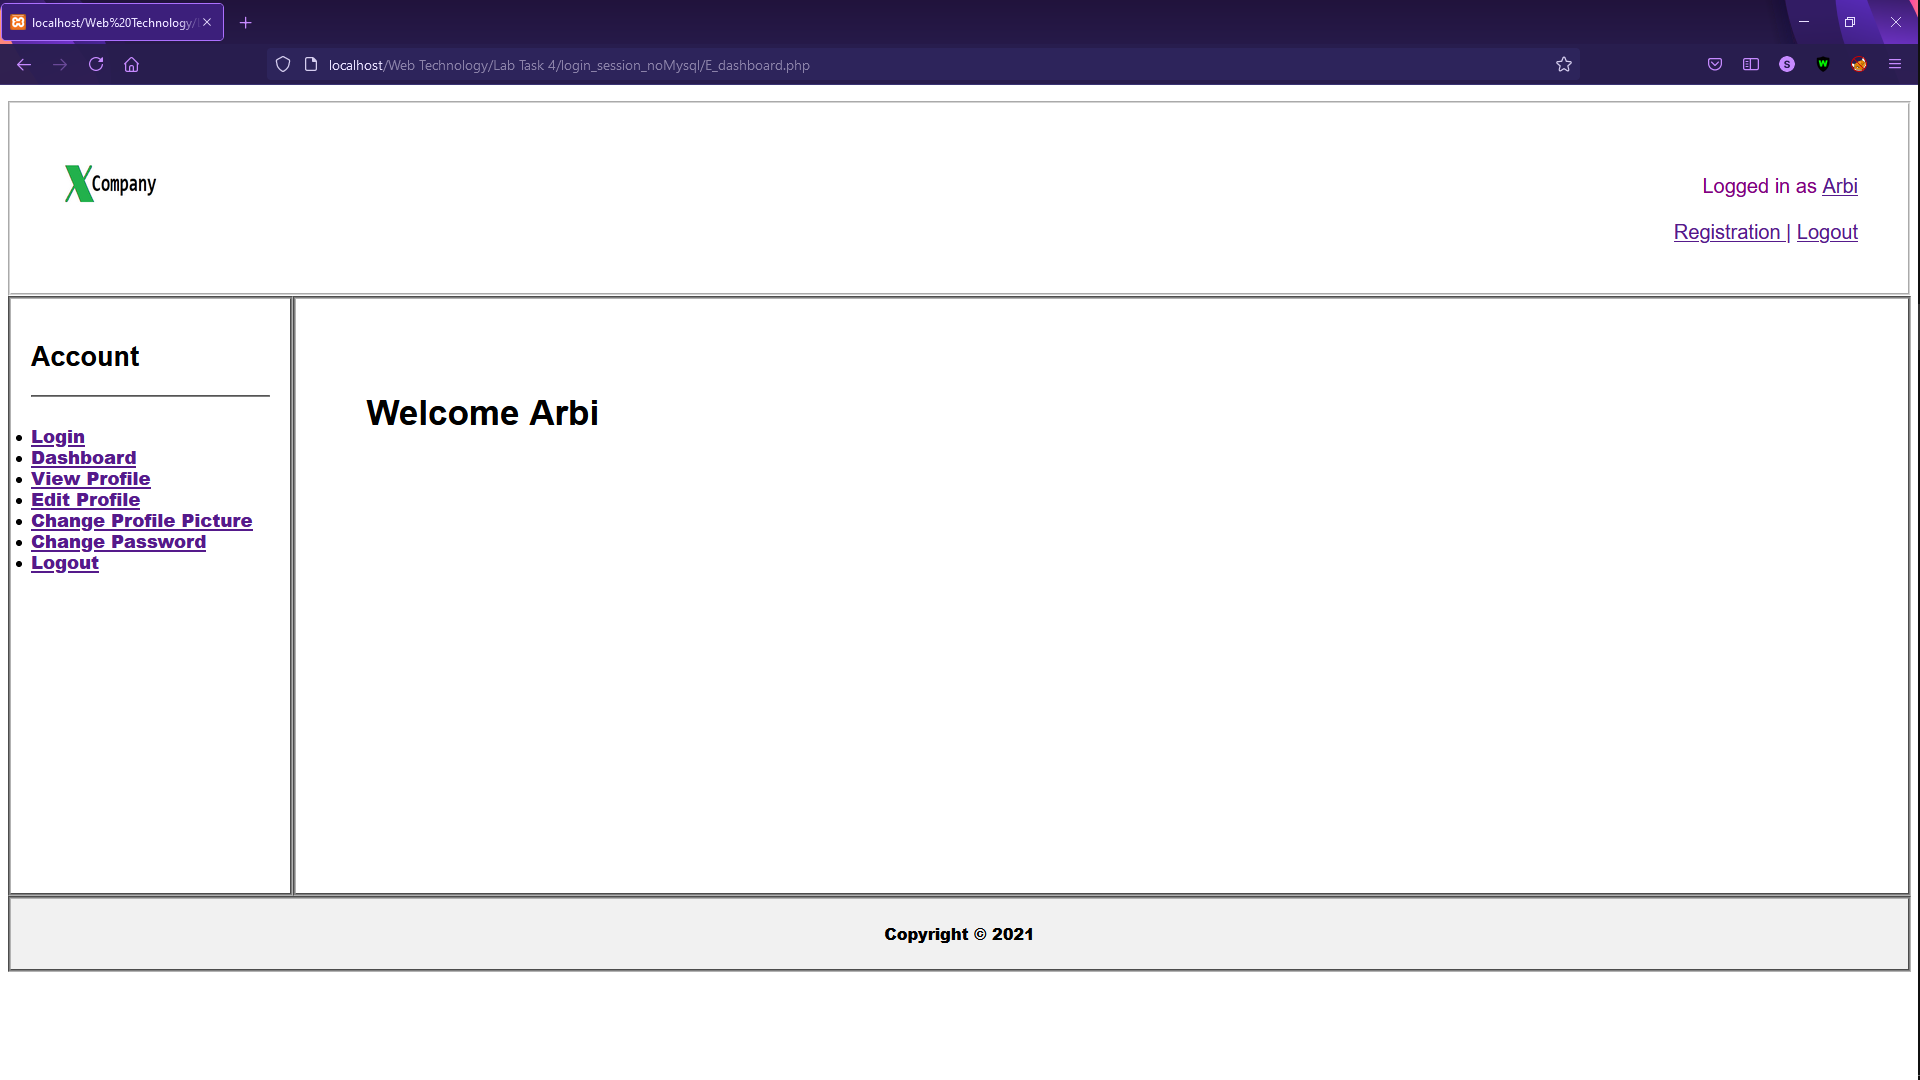 localhost/Web%20Technology/
localhost/Web Technology/Lab Task 4/login_session_noMysql/E_dashboard.php
S
W
X Company
Logged in as Arbi
Registration | Logout
Account
Login
Dashboard
View Profile
Edit Profile
Change Profile Picture
Change Password
Logout
Welcome Arbi
Copyright © 2021